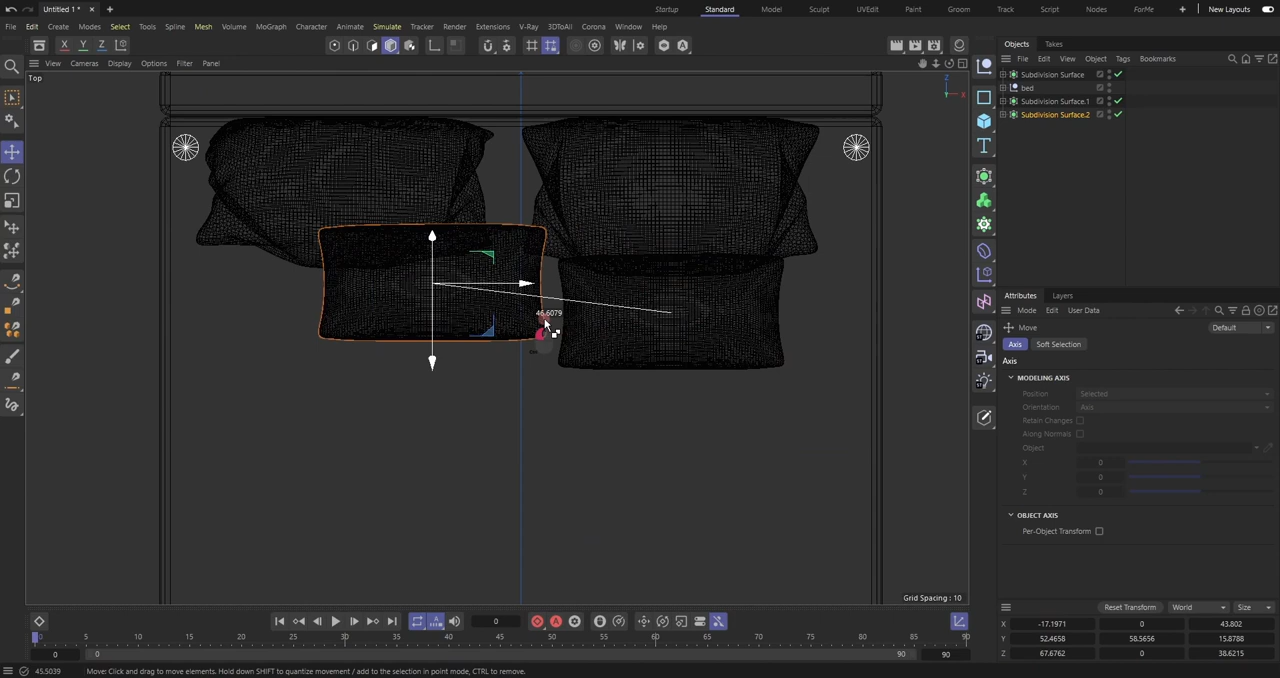 Untitled 1 *
Startup
Standard
Model
Sculpt
UVEdit
Paint
Groom
Track
Script
Nodes
ForMe
New Layouts
File Edit Create Modes Select Tools Spline Mesh Volume MoGraph Character Animate Simulate Tracker Render Extensions V-Ray 3DToAll Corona Window Help
X Y Z
Objects Takes
View Cameras Display Options Filter Panel
File Edit View Object Tags Bookmarks
Top
Z
Y
X
Subdivision Surface
bed
Subdivision Surface.1
Subdivision Surface.2
46.6079
Attributes Layers
Mode Edit User Data
Move
Default
Axis Soft Selection
Axis
MODELING AXIS
Position Selected
Orientation Axis
Retain Changes
Along Normals
Object
X 0
Y 0
Z 0
OBJECT AXIS
Per-Object Transform
Grid Spacing : 10
0
Reset Transform World Size
0 5 10 15 20 25 30 35 40 45 50 55 60 65 70 75 80 85 90
0 0 90 90
X -17.1971 0 43.802
Y 52.4658 58.5656 15.8788
Z 67.6762 0 38.6215
45.5039 Move: Click and drag to move elements. Hold down SHIFT to quantize movement / add to the selection in point mode, CTRL to remove.